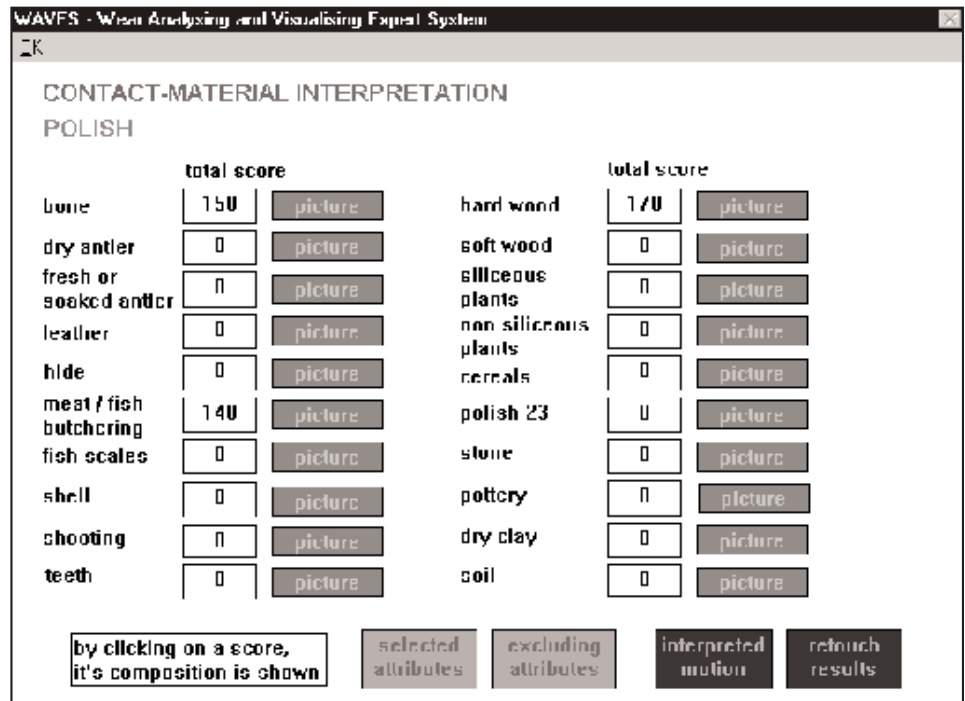 WAVES - Wear Analysing and Visualising Expert System
CONTACT-MATERIAL INTERPRETATION
POLISH
total score total score
bone 150 picture hard wood 170 picture
dry antler 0 picture soft wood 0 picture
fresh or soaked antler 0 picture siliceous plants 0 picture
leather 0 picture non siliceous plants 0 picture
hide 0 picture cereals 0 picture
meat / fish butchering 140 picture polish 23 0 picture
fish scales 0 picture stone 0 picture
shell 0 picture pottery 0 picture
shooting 0 picture dry clay 0 picture
teeth 0 picture soil 0 picture
by clicking on a score,
it's composition is shown
selected
attributes
excluding
attributes
interpreted
motion
retouch
results